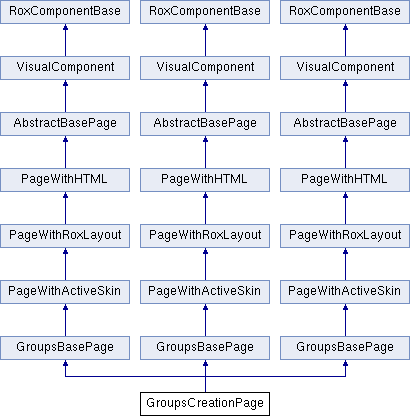 RoxComponentBase RoxComponentBase RoxComponentBase
VisualComponent VisualComponent VisualComponent
AbstractBasePage AbstractBasePage AbstractBasePage
PageWithHTML PageWithHTML PageWithHTML
PageWithRoxLayout PageWithRoxLayout PageWithRoxLayout
PageWithActiveSkin PageWithActiveSkin PageWithActiveSkin
GroupsBasePage GroupsBasePage GroupsBasePage
GroupsCreationPage